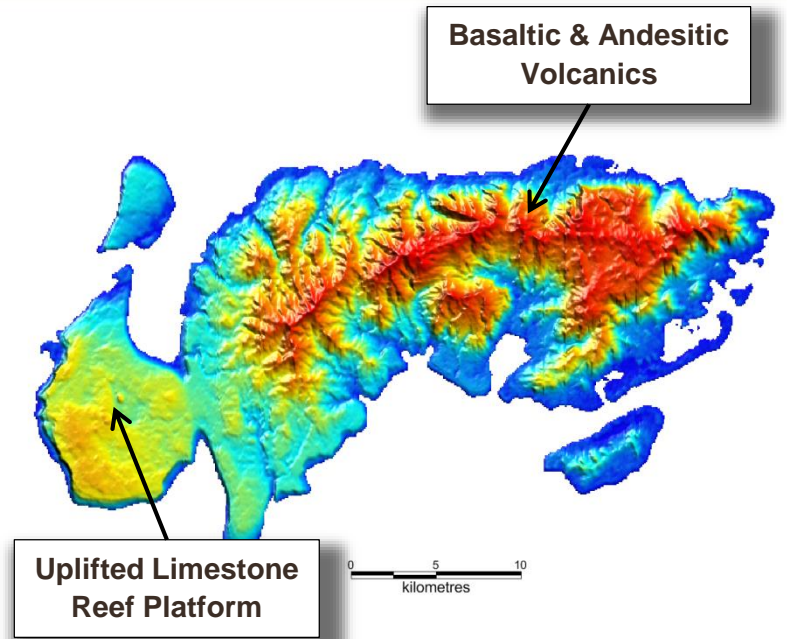 Basaltic & Andesitic
Volcanics
Uplifted Limestone
Reef Platform
0 5 10
kilometres